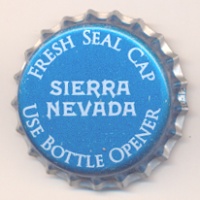 FRESH SEAL CAP
SIERRA
NEVADA
USE BOTTLE OPENER